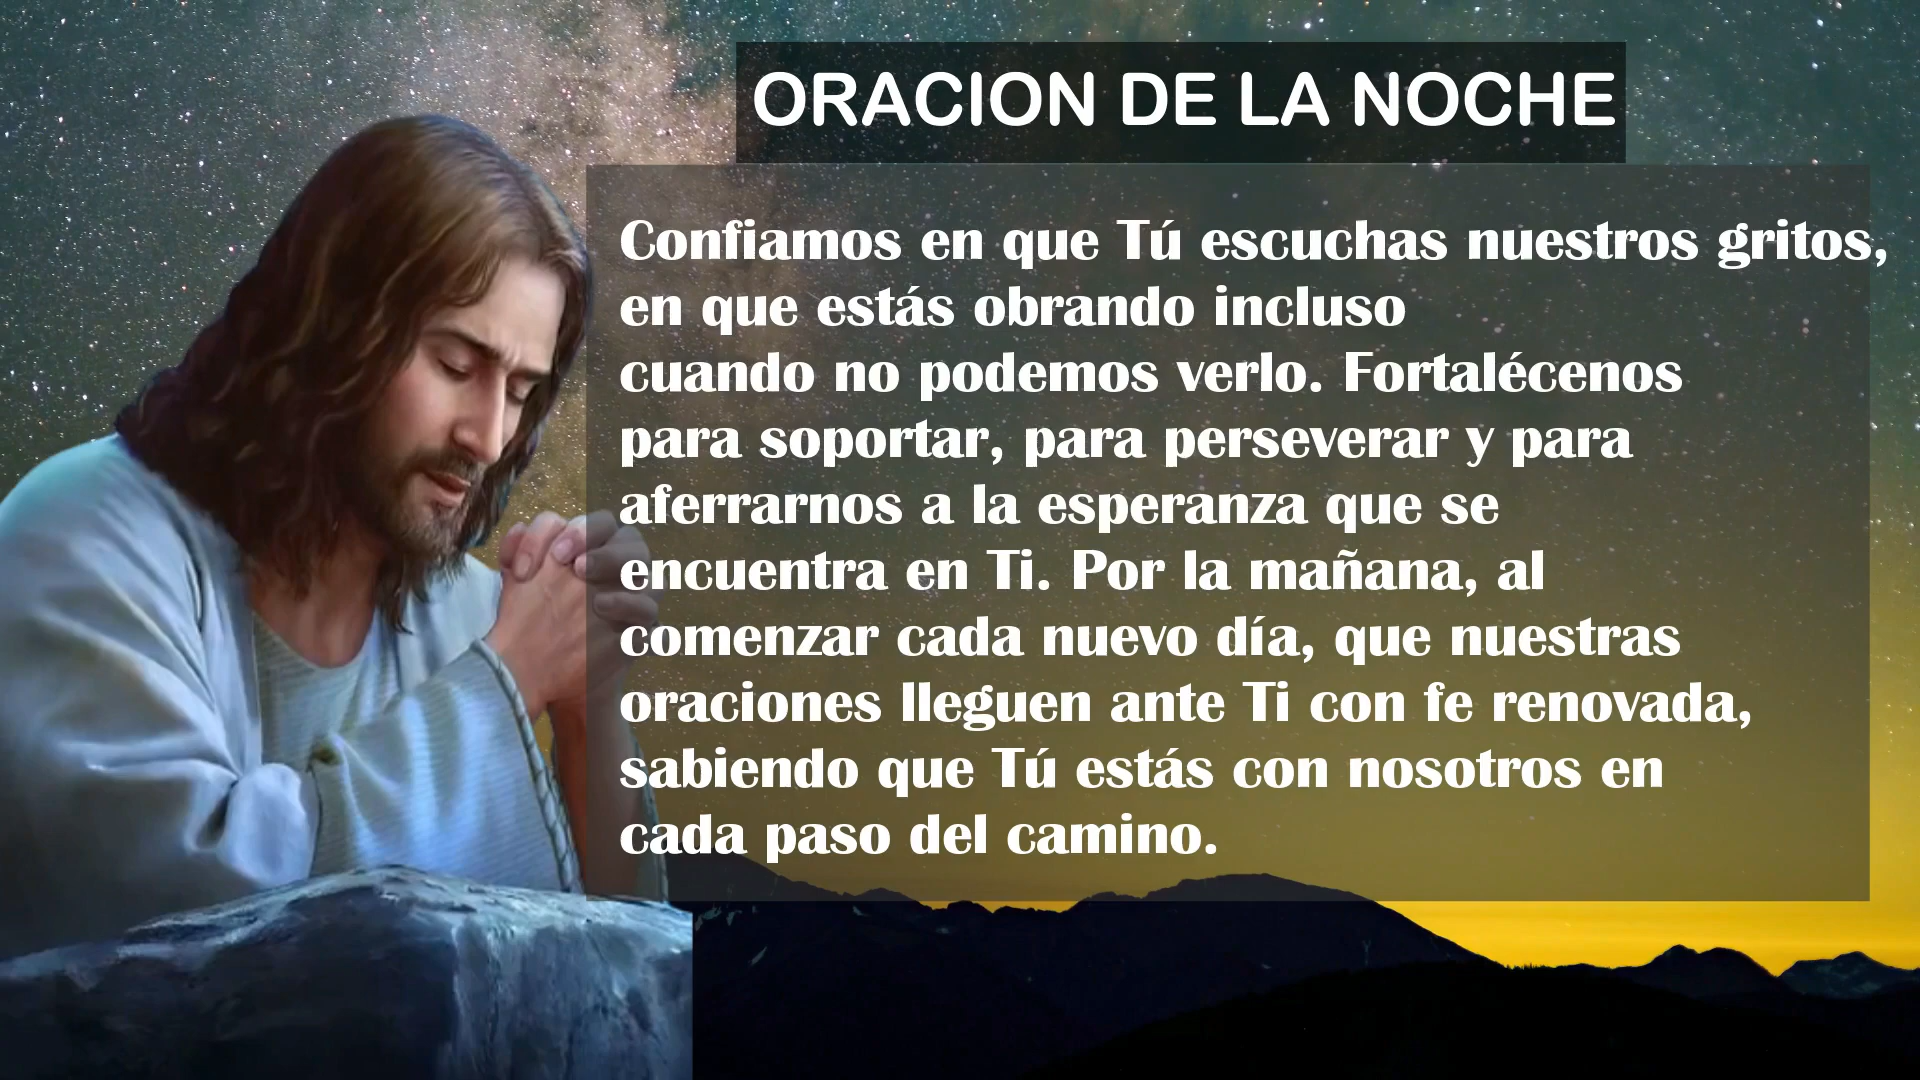 ORACION DE LA NOCHE
Confiamos en que Tú escuchas nuestros gritos,
en que estás obrando incluso
cuando no podemos verlo. Fortalécenos
para soportar, para perseverar y para
aferrarnos a la esperanza que se
encuentra en Ti. Por la mañana, al
comenzar cada nuevo día, que nuestras
oraciones lleguen ante Ti con fe renovada,
sabiendo que Tú estás con nosotros en
cada paso del camino.